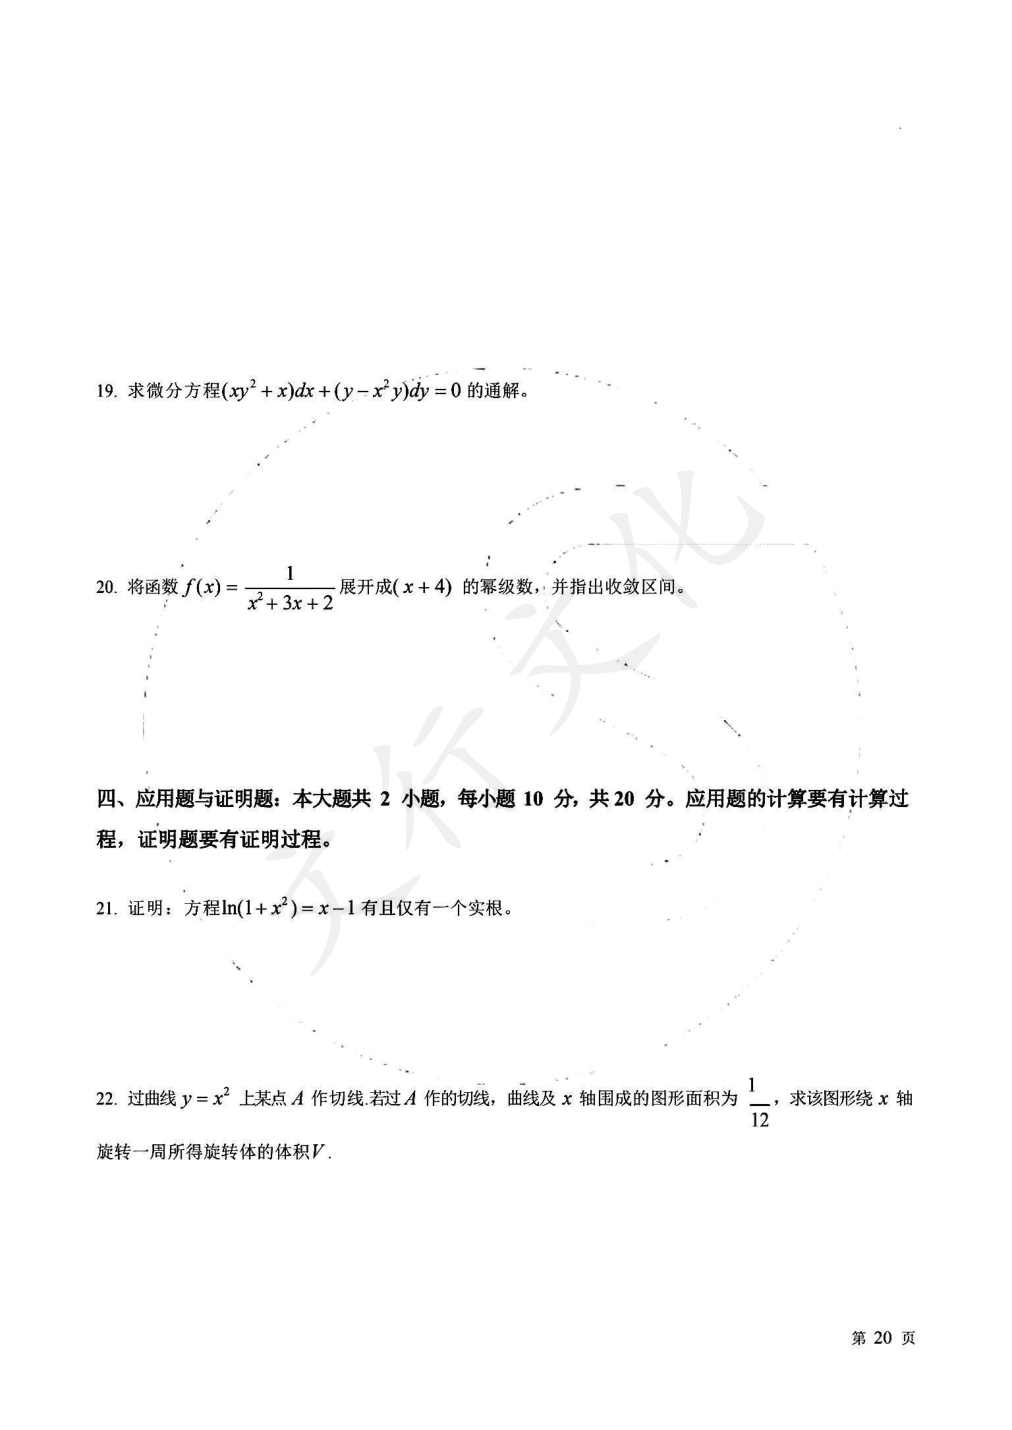 19. 求微分方程(xy² + x)dx + (y − x²y)dy = 0 的通解。
20. 将函数 f(x) = 1/(x² + 3x + 2) 展开成( x + 4) 的幂级数，并指出收敛区间。
四、应用题与证明题：本大题共 2 小题，每小题 10 分，共 20 分。应用题的计算要有计算过
程，证明题要有证明过程。
21. 证明：方程ln(1 + x²) = x − 1 有且仅有一个实根。
22. 过曲线 y = x² 上某点 A 作切线.若过 A 作的切线，曲线及 x 轴围成的图形面积为 1/12，求该图形绕 x 轴
旋转一周所得旋转体的体积V .
文行文化
第 20 页